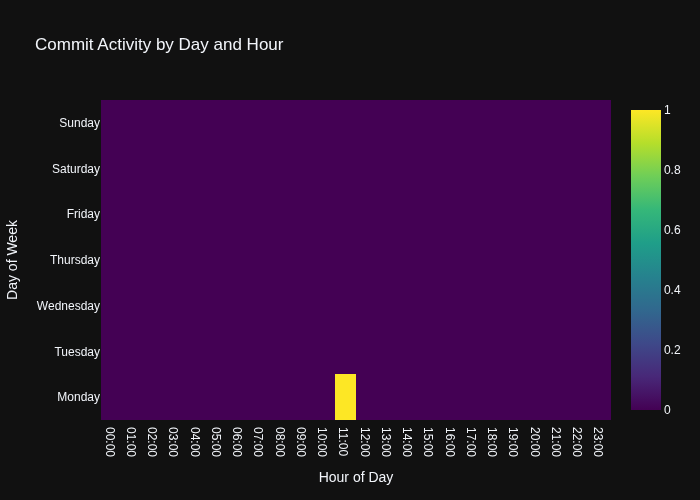 Commit Activity by Day and Hour
Sunday
Saturday
Friday
Thursday
Wednesday
Tuesday
Monday
Day of Week
00:00 01:00 02:00 03:00 04:00 05:00 06:00 07:00 08:00 09:00 10:00 11:00 12:00 13:00 14:00 15:00 16:00 17:00 18:00 19:00 20:00 21:00 22:00 23:00
Hour of Day
1
0.8
0.6
0.4
0.2
0